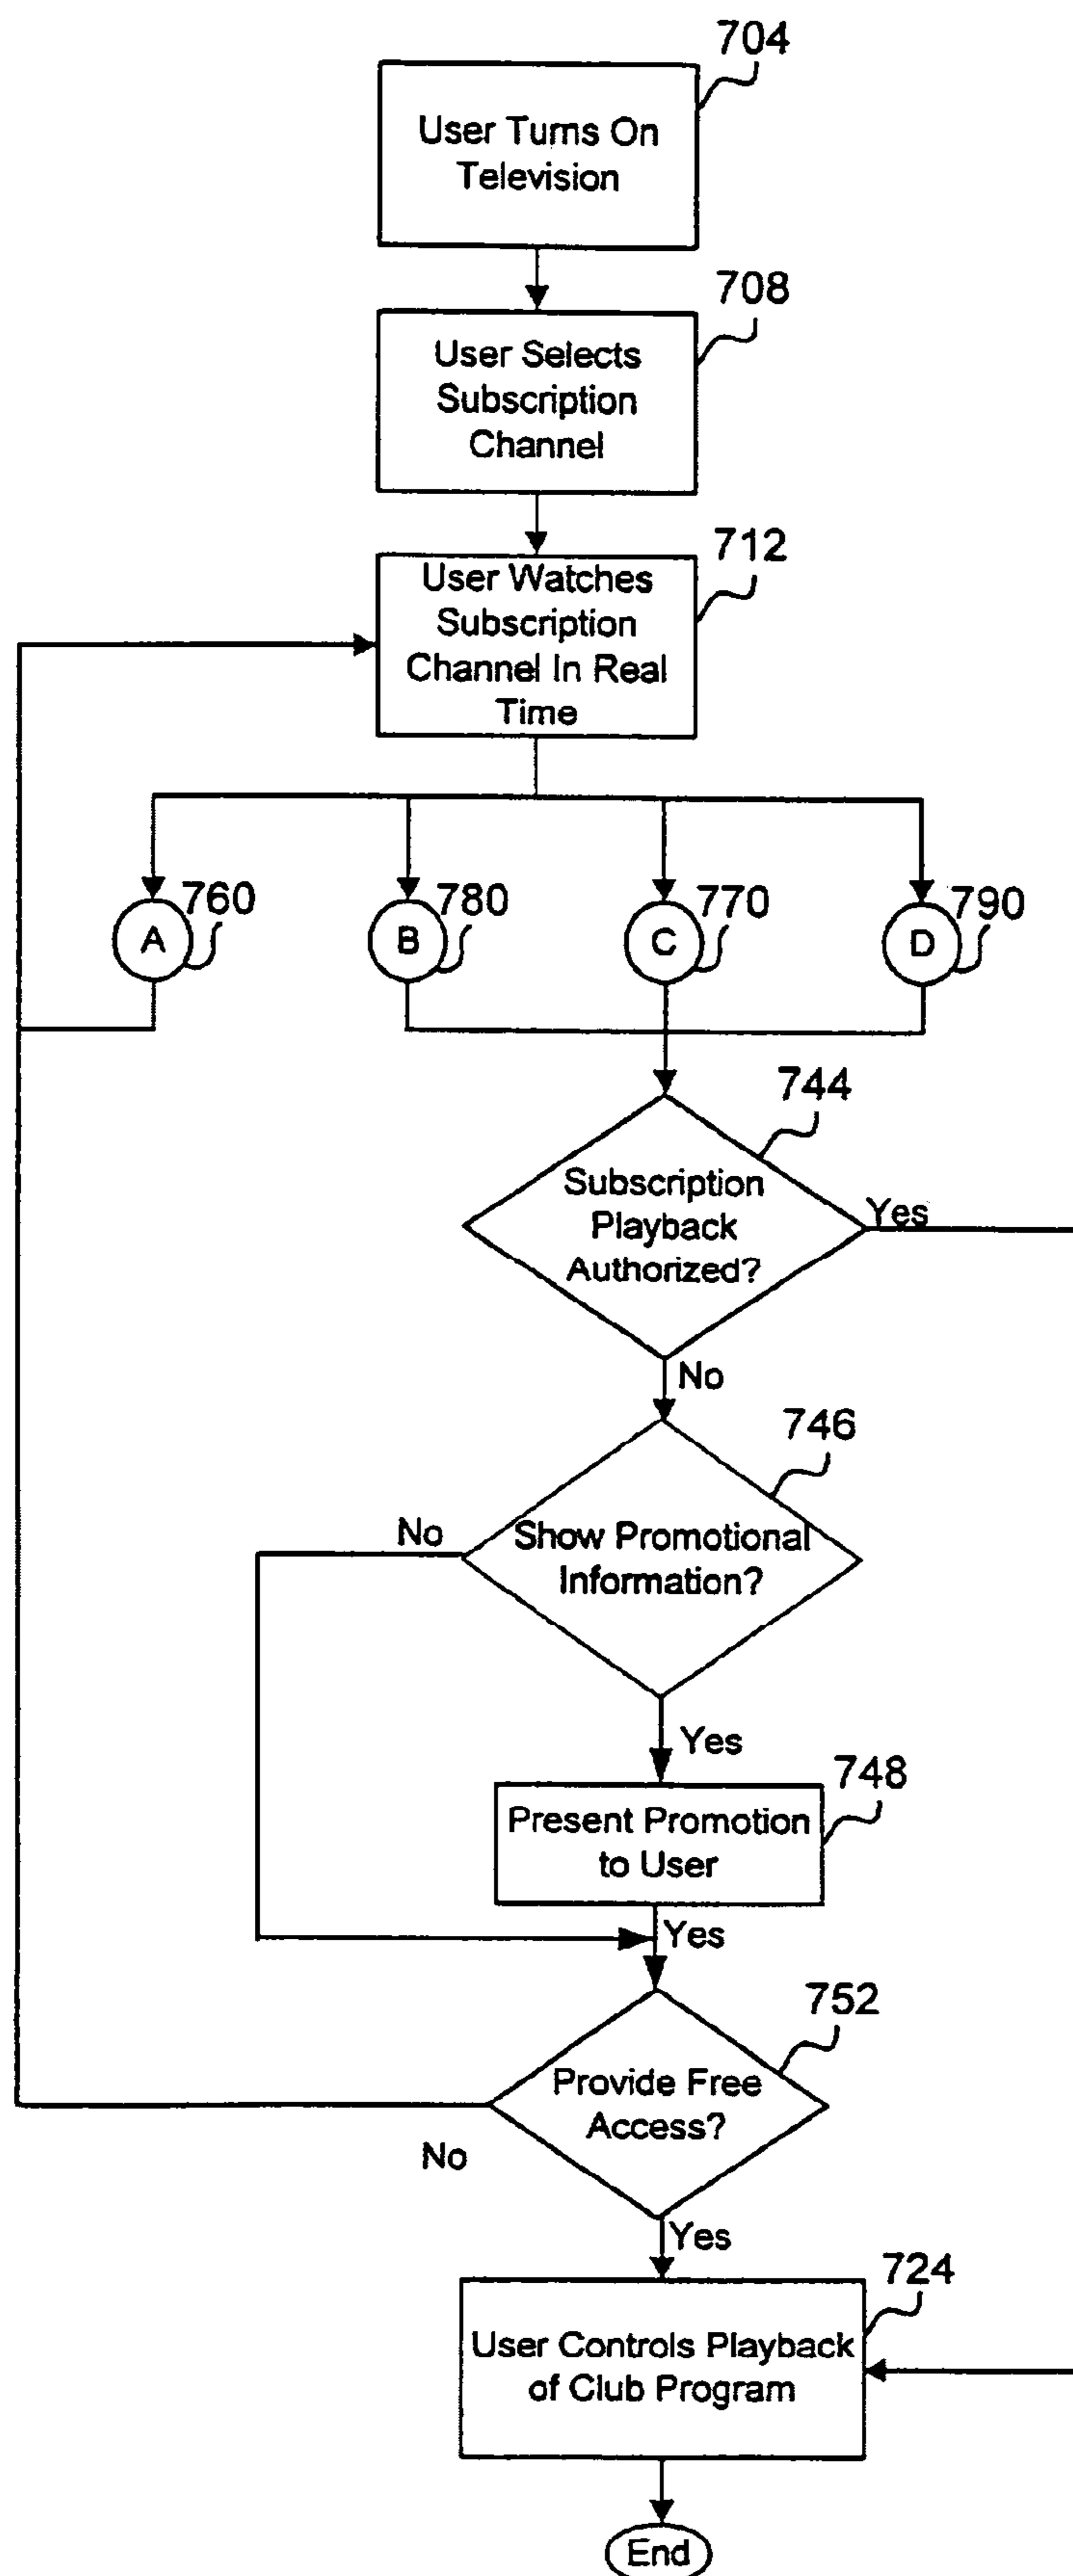 704
User Turns On
Television
708
User Selects
Subscription
Channel
712
User Watches
Subscription
Channel In Real
Time
760
780
770
790
A
B
C
D
744
Subscription
Playback
Authorized?
Yes
No
746
No
Show Promotional
Information?
Yes
748
Present Promotion
to User
Yes
752
Provide Free
Access?
No
Yes
724
User Controls Playback
of Club Program
End